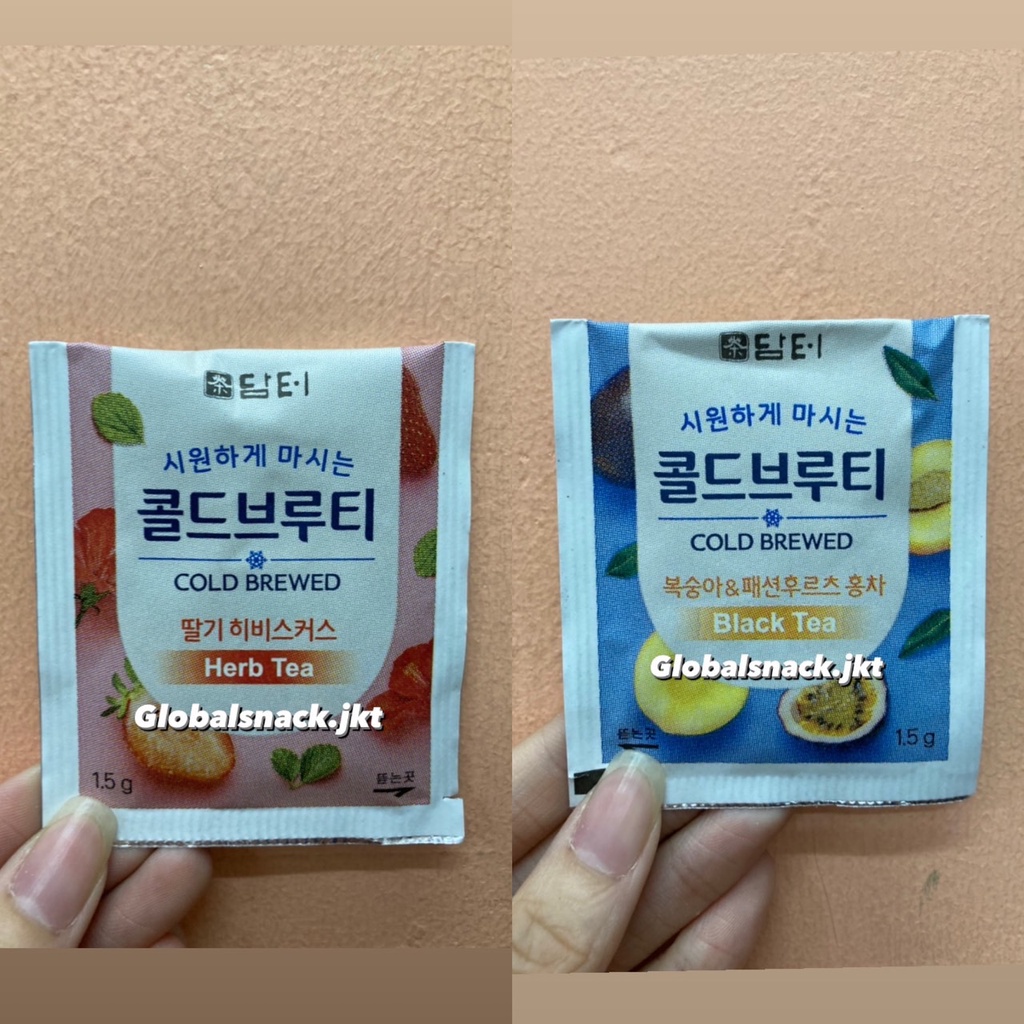 茶 담터
시원하게 마시는
콜드브루티
COLD BREWED
딸기 히비스커스
Herb Tea
Globalsnack.jkt
1.5 g
뜯는곳
茶 담터
시원하게 마시는
콜드브루티
COLD BREWED
복숭아&패션후르츠 홍차
Black Tea
Globalsnack.jkt
뜯는곳
1.5 g